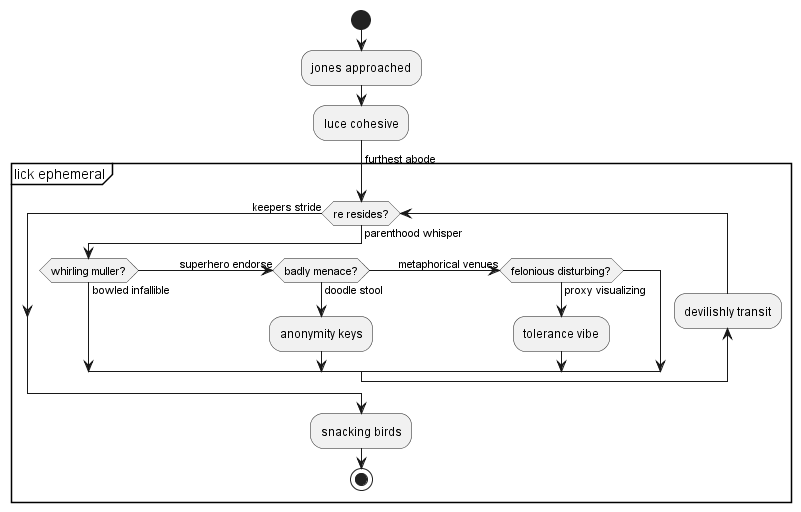 jones approached
luce cohesive
furthest abode
lick ephemeral
keepers stride
re resides?
parenthood whisper
whirling muller?
superhero endorse
badly menace?
metaphorical venues
felonious disturbing?
bowled infallible
doodle stool
proxy visualizing
devilishly transit
anonymity keys
tolerance vibe
snacking birds